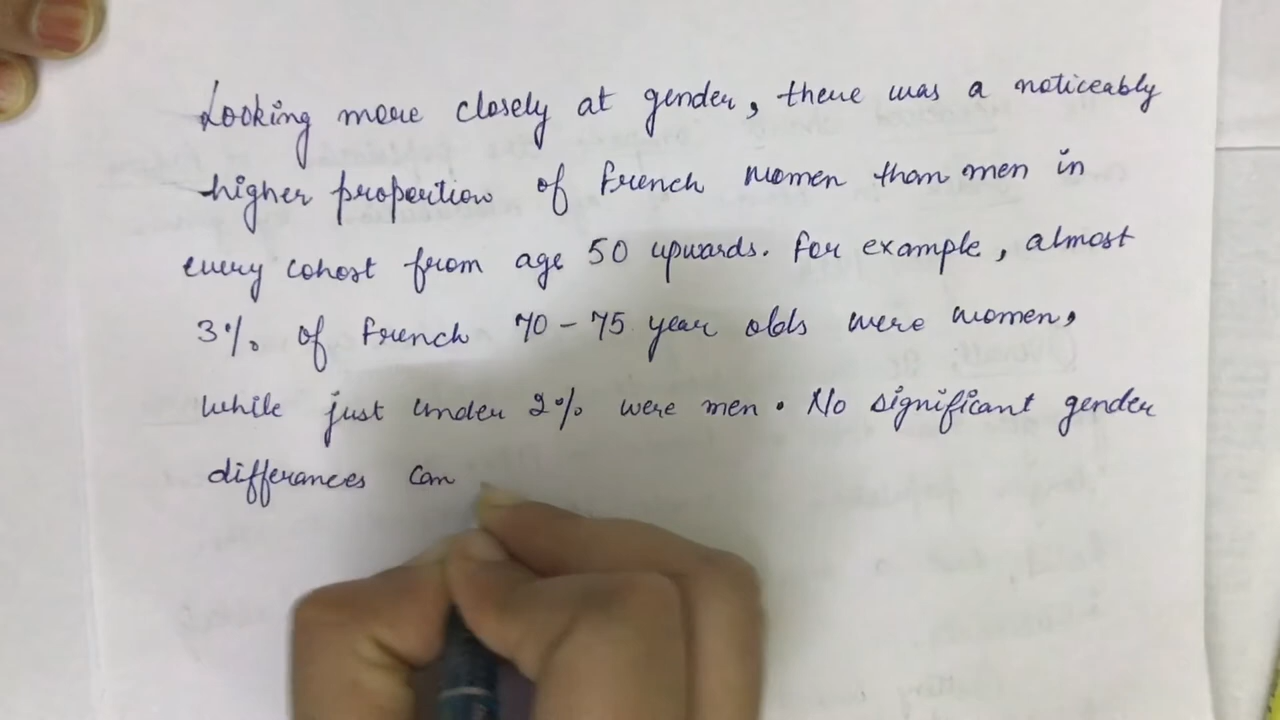 Looking more closely at gender, there was a noticeably
higher proportion of French women than men in
every cohort from age 50 upwards. For example, almost
3% of French 70-75 year olds were women,
while just under 2% were men. No significant gender
differances can